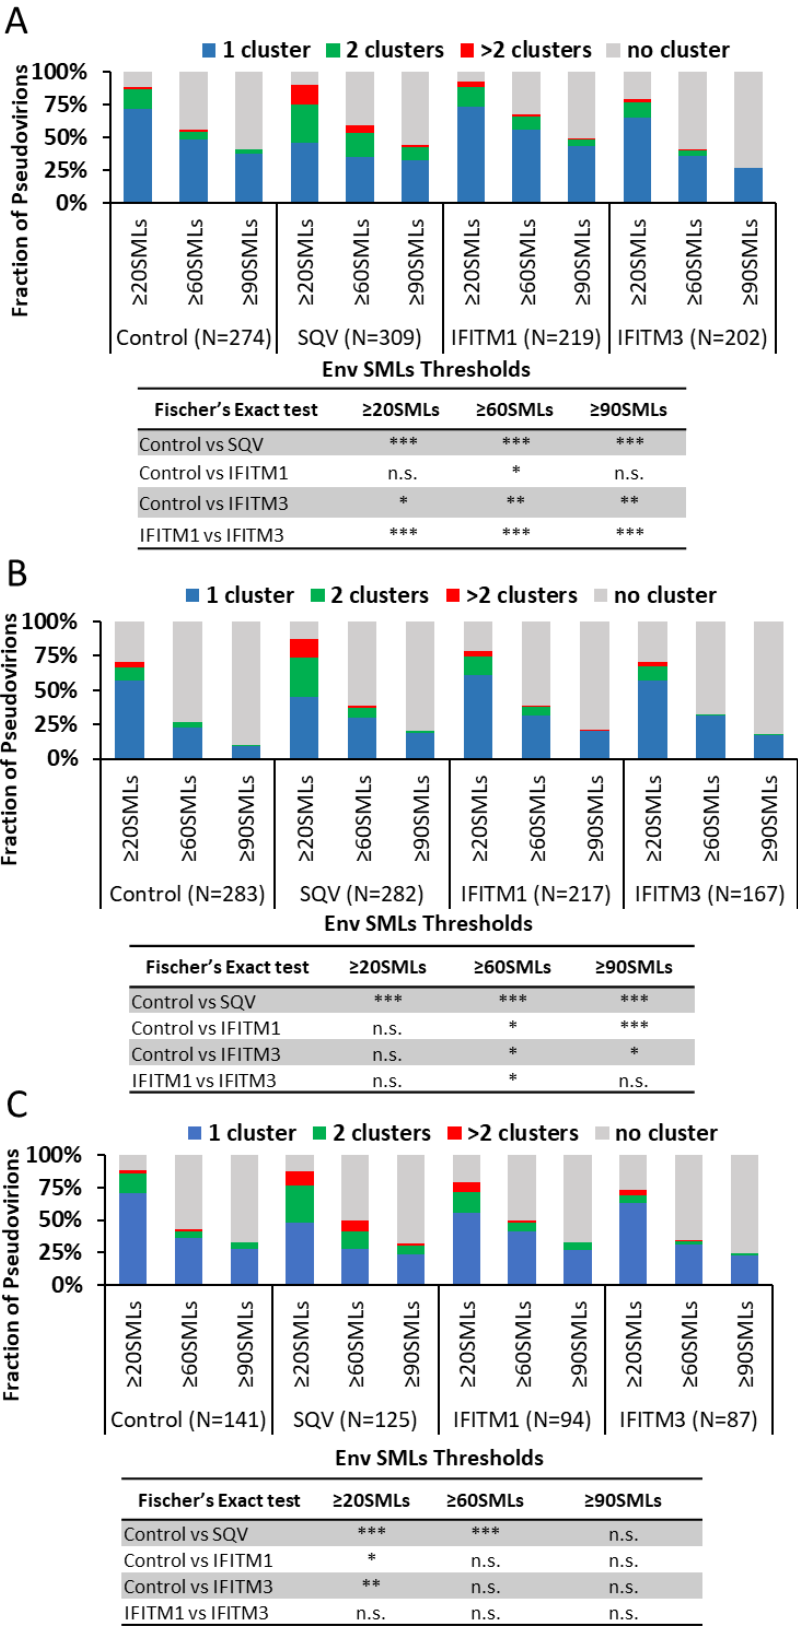 A
1 cluster 2 clusters >2 clusters no cluster
Fraction of Pseudovirions
100%
75%
50%
25%
0%
≥20SMLs ≥60SMLs ≥90SMLs ≥20SMLs ≥60SMLs ≥90SMLs ≥20SMLs ≥60SMLs ≥90SMLs ≥20SMLs ≥60SMLs ≥90SMLs
Control (N=274) SQV (N=309) IFITM1 (N=219) IFITM3 (N=202)
Env SMLs Thresholds
Fischer's Exact test ≥20SMLs ≥60SMLs ≥90SMLs
Control vs SQV *** *** ***
Control vs IFITM1 n.s. * n.s.
Control vs IFITM3 * ** **
IFITM1 vs IFITM3 *** *** ***
B
1 cluster 2 clusters >2 clusters no cluster
Fraction of Pseudovirions
100%
75%
50%
25%
0%
≥20SMLs ≥60SMLs ≥90SMLs ≥20SMLs ≥60SMLs ≥90SMLs ≥20SMLs ≥60SMLs ≥90SMLs ≥20SMLs ≥60SMLs ≥90SMLs
Control (N=283) SQV (N=282) IFITM1 (N=217) IFITM3 (N=167)
Env SMLs Thresholds
Fischer's Exact test ≥20SMLs ≥60SMLs ≥90SMLs
Control vs SQV *** *** ***
Control vs IFITM1 n.s. * ***
Control vs IFITM3 n.s. * *
IFITM1 vs IFITM3 n.s. * n.s.
C
1 cluster 2 clusters >2 clusters no cluster
Fraction of Pseudovirions
100%
75%
50%
25%
0%
≥20SMLs ≥60SMLs ≥90SMLs ≥20SMLs ≥60SMLs ≥90SMLs ≥20SMLs ≥60SMLs ≥90SMLs ≥20SMLs ≥60SMLs ≥90SMLs
Control (N=141) SQV (N=125) IFITM1 (N=94) IFITM3 (N=87)
Env SMLs Thresholds
Fischer's Exact test ≥20SMLs ≥60SMLs ≥90SMLs
Control vs SQV *** *** n.s.
Control vs IFITM1 * n.s. n.s.
Control vs IFITM3 ** n.s. n.s.
IFITM1 vs IFITM3 n.s. n.s. n.s.